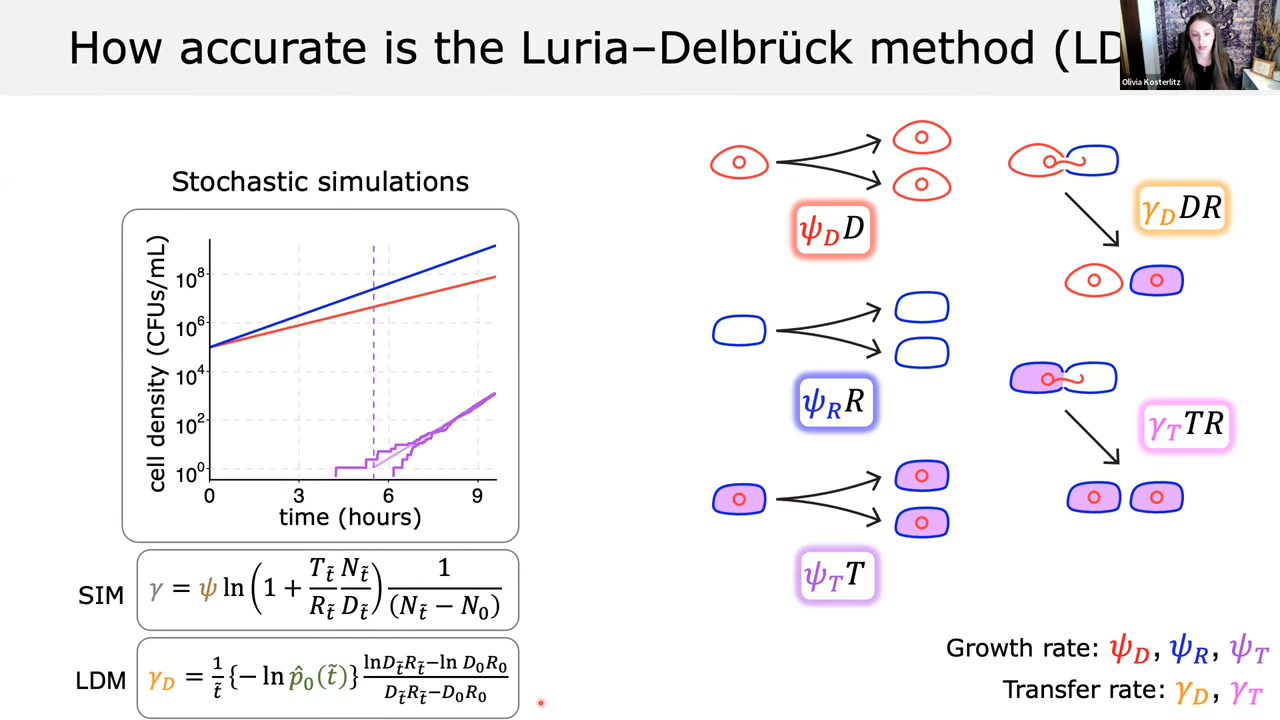 How accurate is the Luria–Delbrück method (LD
Olivia Kosterlitz
Stochastic simulations
cell density (CFUs/mL)
10⁸
10⁶
10⁴
10²
10⁰
0 3 6 9
time (hours)
SIM γ = ψ ln(1 + T_t̃/R_t̃ N_t̃/D_t̃) 1/(N_t̃ − N₀)
LDM γ_D = 1/t̃ {−ln p̂₀(t̃)} (ln D_t̃R_t̃−ln D₀R₀)/(D_t̃R_t̃−D₀R₀)
ψ_D D
ψ_R R
ψ_T T
γ_D DR
γ_T TR
Growth rate: ψ_D, ψ_R, ψ_T
Transfer rate: γ_D, γ_T